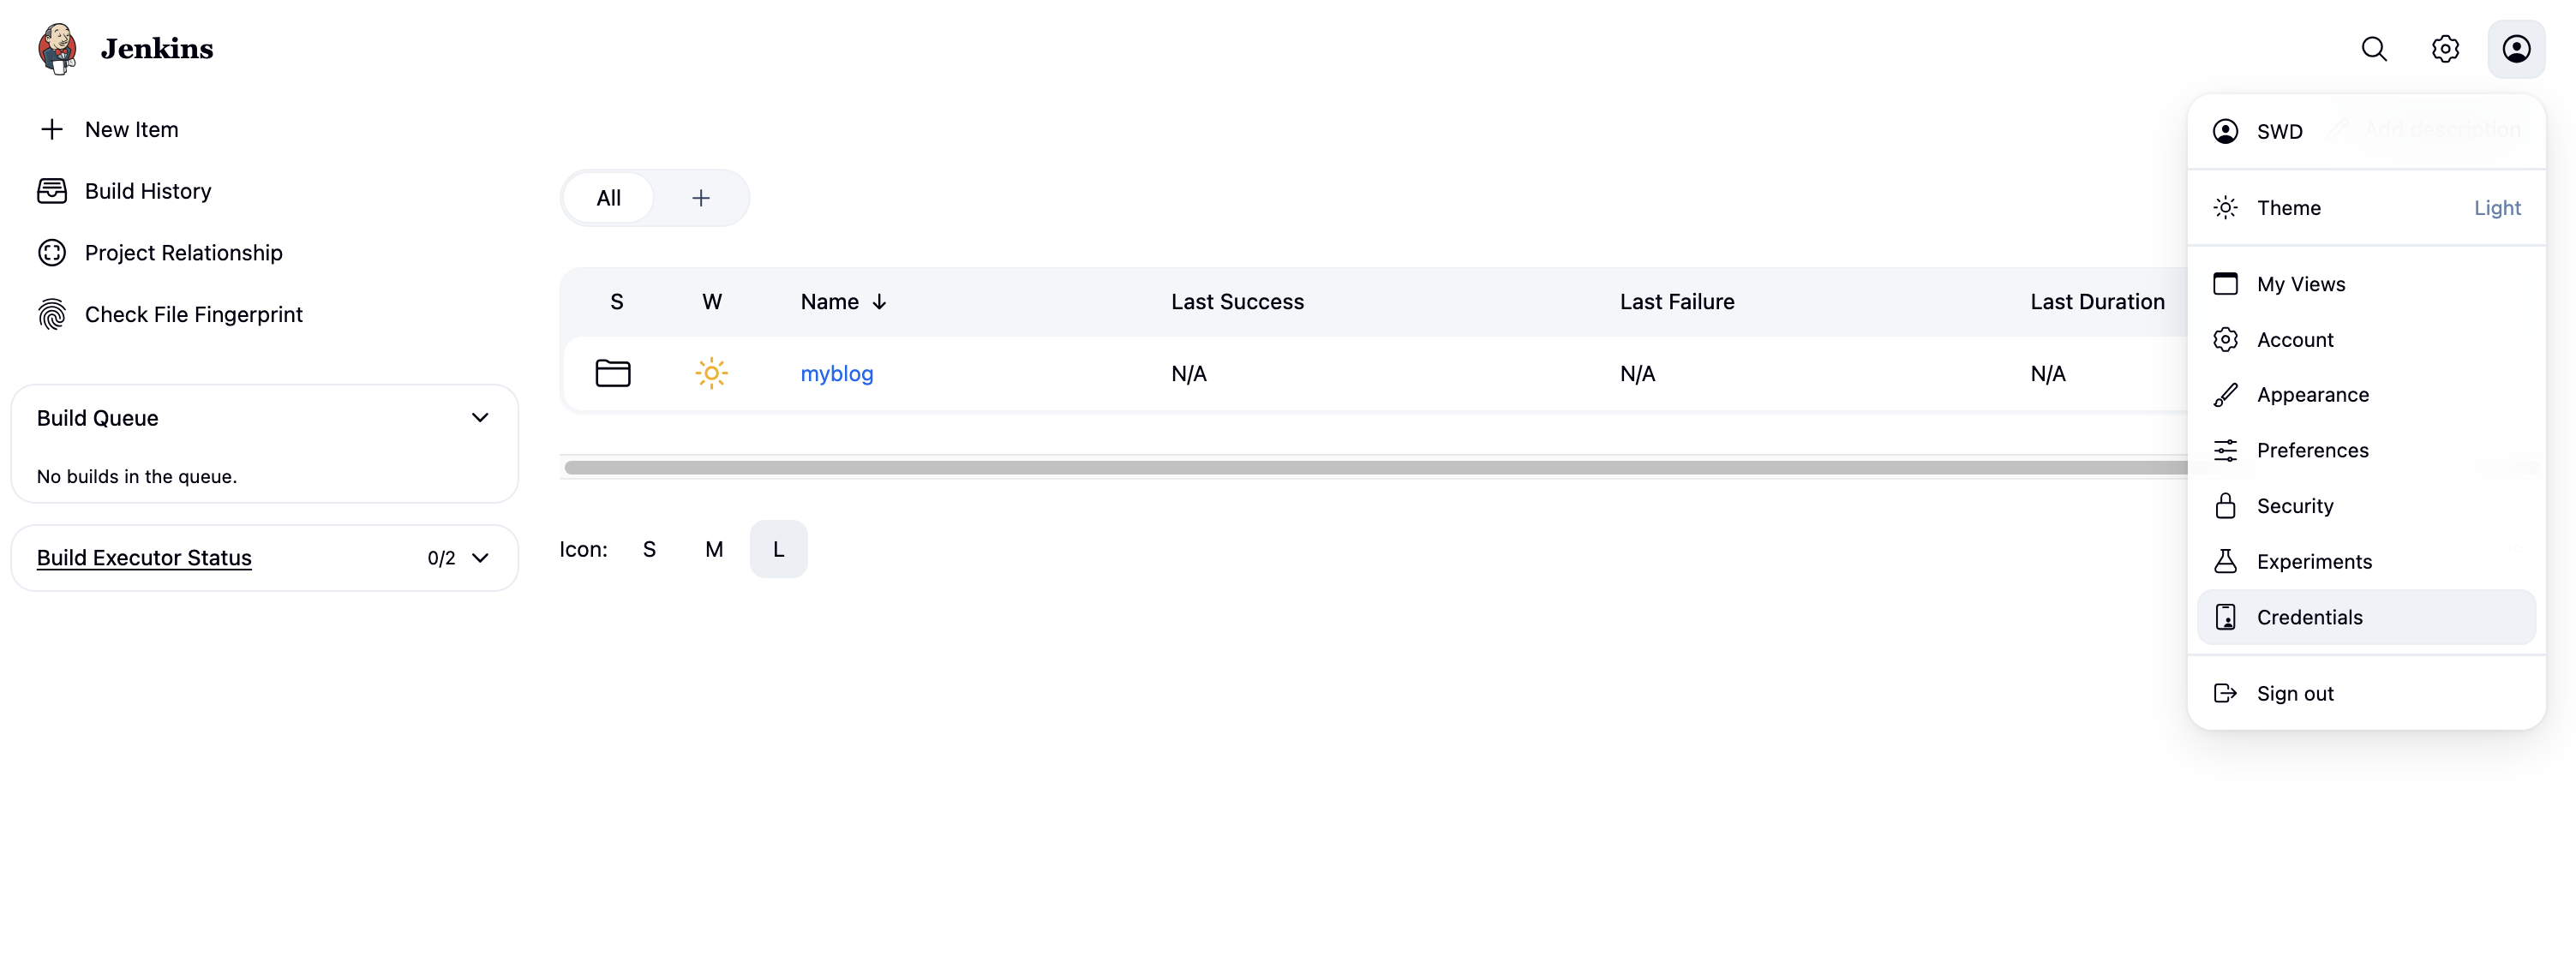 Jenkins
New Item
Build History
Project Relationship
Check File Fingerprint
Build Queue
No builds in the queue.
Build Executor Status 0/2
All
S W Name Last Success Last Failure Last Duration
myblog N/A N/A N/A
Icon: S M L
Add description
SWD
Theme Light
My Views
Account
Appearance
Preferences
Security
Experiments
Credentials
Sign out